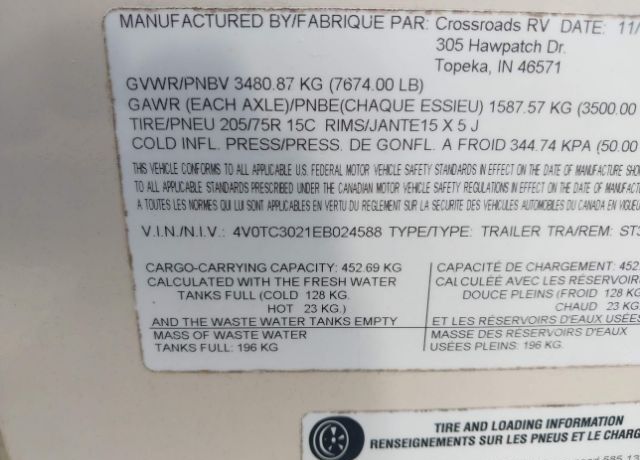 MANUFACTURED BY/FABRIQUE PAR: Crossroads RV DATE: 11/
305 Hawpatch Dr.
Topeka, IN 46571
GVWR/PNBV 3480.87 KG (7674.00 LB)
GAWR (EACH AXLE)/PNBE(CHAQUE ESSIEU) 1587.57 KG (3500.00
TIRE/PNEU 205/75R 15C RIMS/JANTE15 X 5 J
COLD INFL. PRESS/PRESS. DE GONFL. A FROID 344.74 KPA (50.00
THIS VEHICLE CONFORMS TO ALL APPLICABLE U.S. FEDERAL MOTOR VEHICLE SAFETY STANDARDS IN EFFECT ON THE DATE OF MANUFACTURE SHO
TO ALL APPLICABLE STANDARDS PRESCRIBED UNDER THE CANADIAN MOTOR VEHICLE SAFETY REGULATIONS IN EFFECT ON THE DATE OF MANUFACT
A TOUTES LES NORMES QUI LUI SONT APPLICABLES EN VERTU DU REGLEMENT SUR LA SECURITE DES VEHICULES AUTOMOBILES DU CANADA EN VIGUEU
V.I.N./N.I.V.: 4V0TC3021EB024588 TYPE/TYPE: TRAILER TRA/REM: ST3
CARGO-CARRYING CAPACITY: 452.69 KG
CALCULATED WITH THE FRESH WATER
TANKS FULL (COLD 128 KG.
HOT 23 KG.)
AND THE WASTE WATER TANKS EMPTY
MASS OF WASTE WATER
TANKS FULL: 196 KG
CAPACITÉ DE CHARGEMENT: 452
CALCULÉE AVEC LES RÉSERVOIR
DOUCE PLEINS (FROID 128 KG
CHAUD 23 KG
ET LES RÉSERVOIRS D'EAUX USÉES
MASSE DES RÉSERVOIRS D'EAUX
USÉES PLEINS: 196 KG
TIRE AND LOADING INFORMATION
RENSEIGNEMENTS SUR LES PNEUS ET LE CHARG